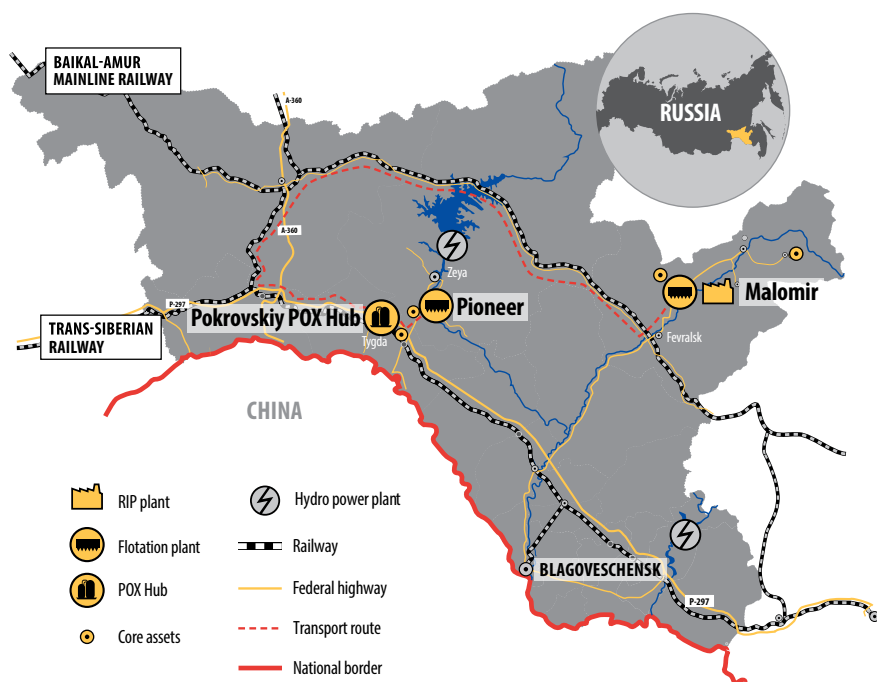 BAIKAL-AMUR
MAINLINE RAILWAY
A-360
RUSSIA
A-360
Zeya
P-297
Pokrovskiy POX Hub
Pioneer
Malomir
TRANS-SIBERIAN
RAILWAY
Tygda
Fevralsk
CHINA
RIP plant
Hydro power plant
Flotation plant
Railway
BLAGOVESCHENSK
POX Hub
Federal highway
P-297
Core assets
Transport route
National border